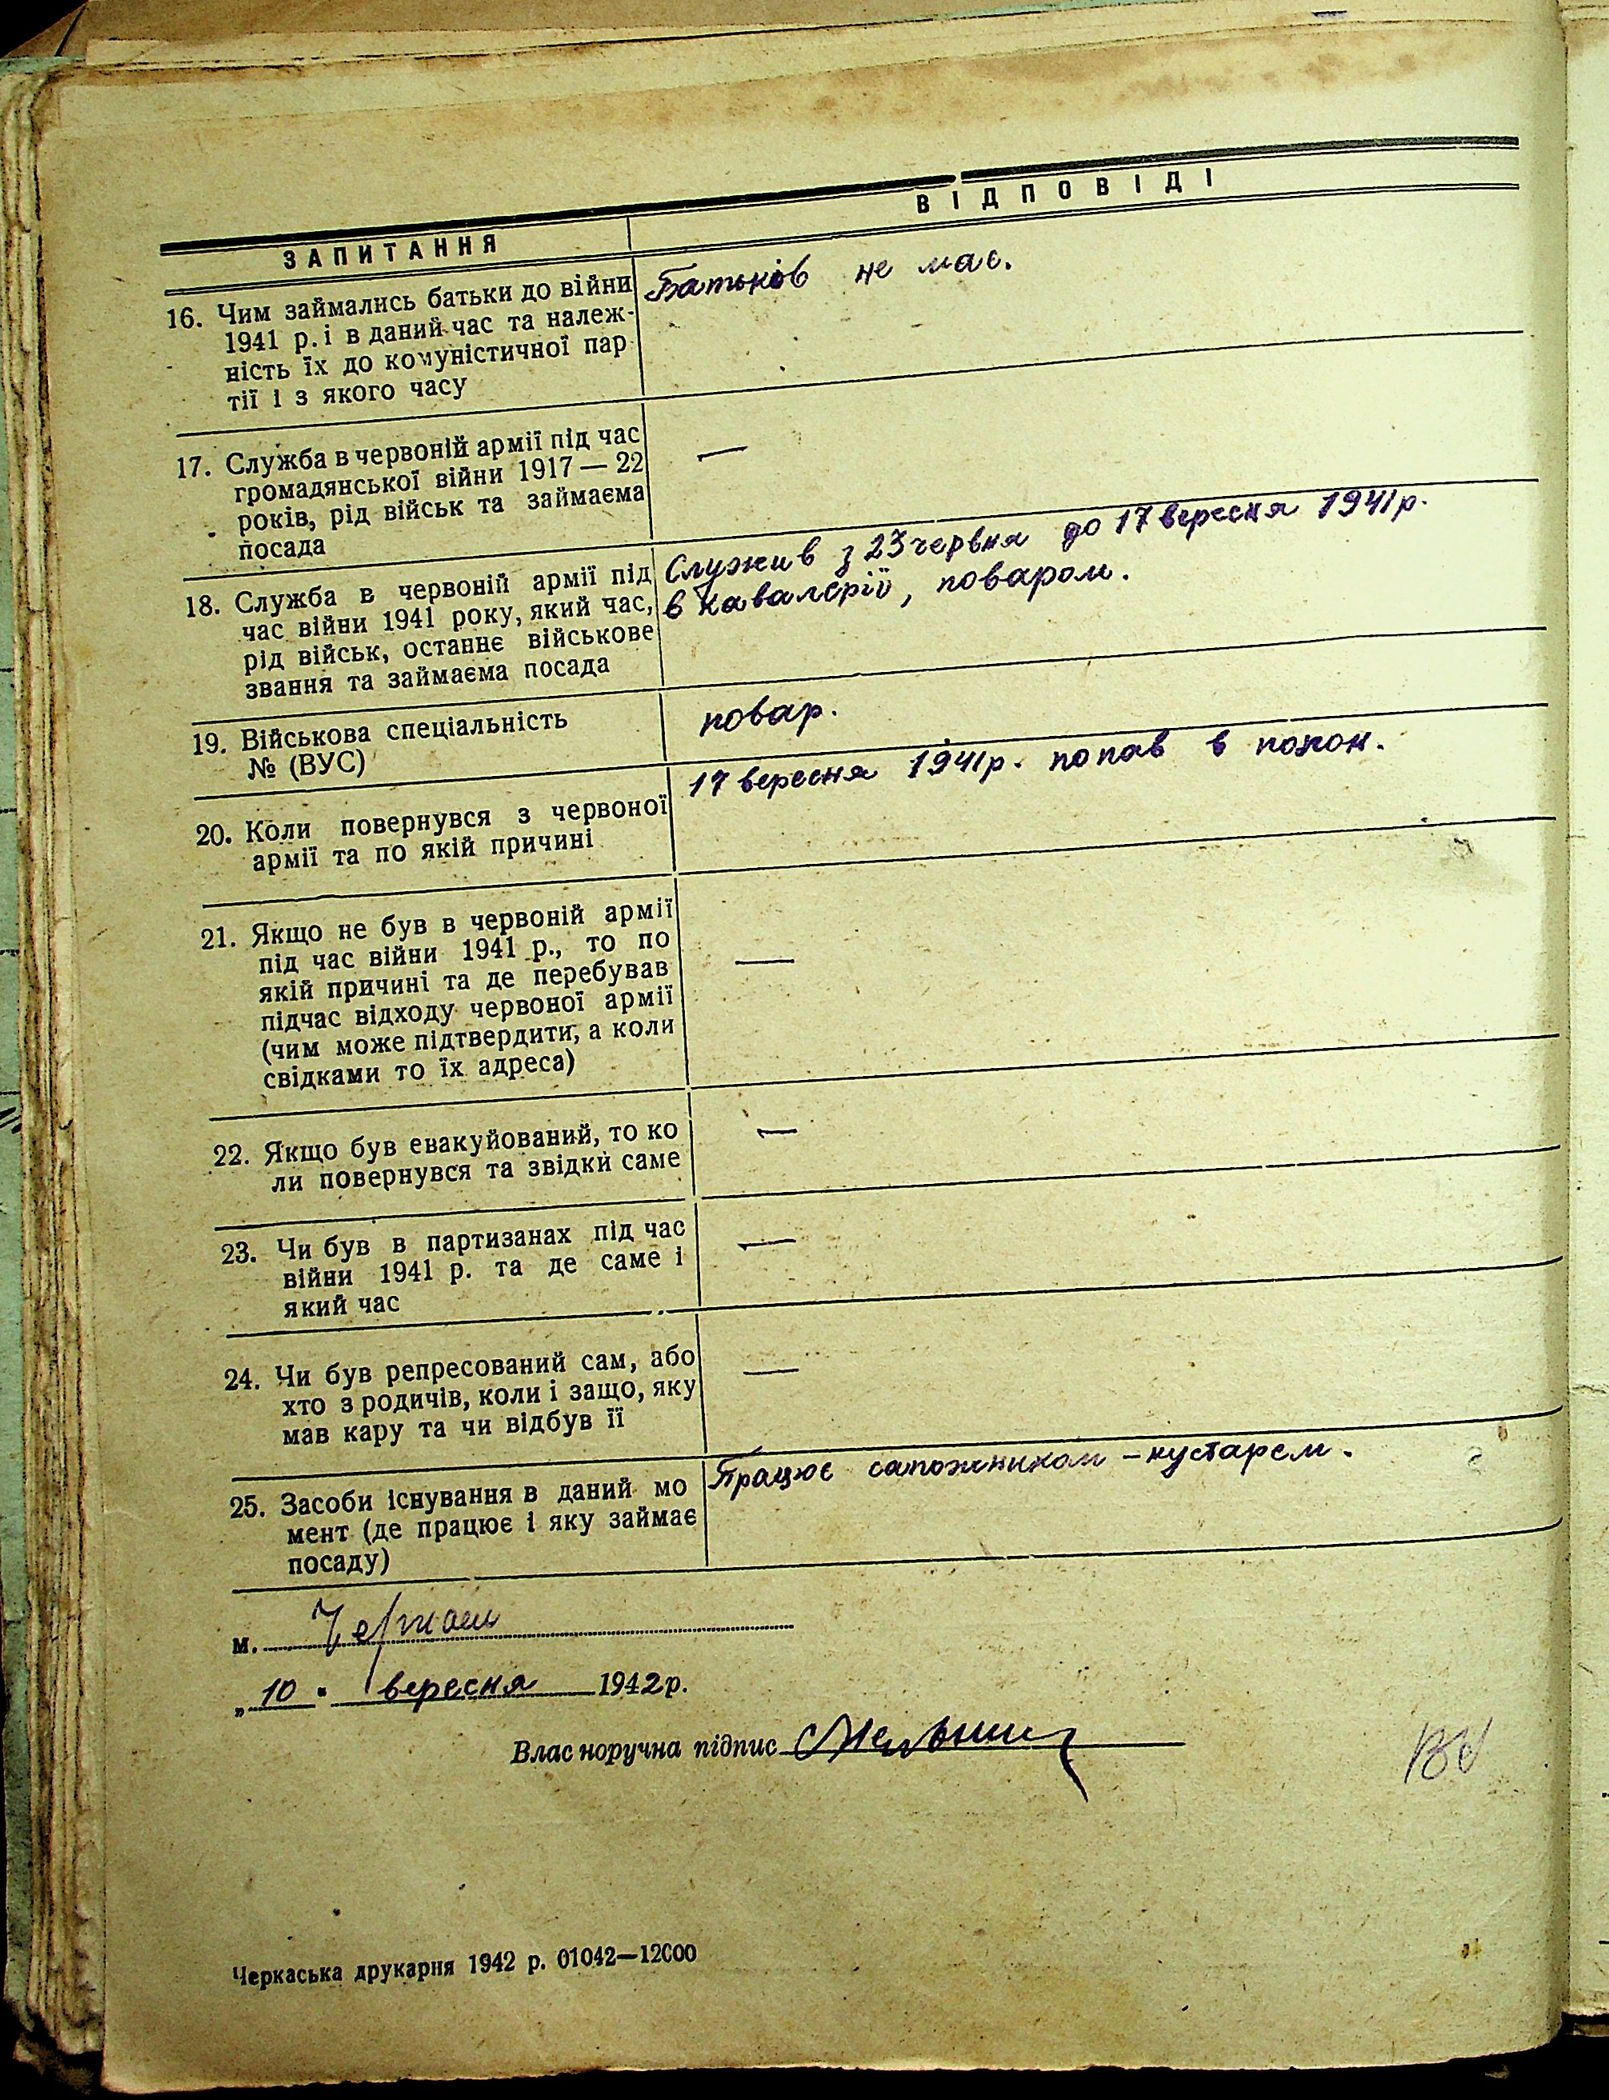 ЗАПИТАННЯ
ВІДПОВІДІ
16. Чим займались батьки до війни
1941 р. і в даний час та належ-
ність їх до комуністичної пар
тії і з якого часу
Батьків не має.
17. Служба в червоній армії під час
громадянської війни 1917 — 22
років, рід військ та займаєма
посада
—
18. Служба в червоній армії під
час війни 1941 року, який час,
рід військ, останнє військове
звання та займаєма посада
Служив з 23 червня до 17 вересня 1941 р.
в кавалерії, поваром.
19. Військова спеціальність
№ (ВУС)
повар.
20. Коли повернувся з червоної
армії та по якій причині
17 вересня 1941 р. попав в полон.
21. Якщо не був в червоній армії
під час війни 1941 р., то по
якій причині та де перебував
підчас відходу червоної армії
(чим може підтвердити, а коли
свідками то їх адреса)
—
22. Якщо був евакуйований, то ко
ли повернувся та звідки саме
—
23. Чи був в партизанах під час
війни 1941 р. та де саме і
який час
—
24. Чи був репресований сам, або
хто з родичів, коли і защо, яку
мав кару та чи відбув її
—
25. Засоби існування в даний мо
мент (де працює і яку займає
посаду)
Працює сапожником – кустарем.
м.
„10" вересня 1942 р.
Власноручна підпис
Черкаська друкарня 1942 р. 01042—12000